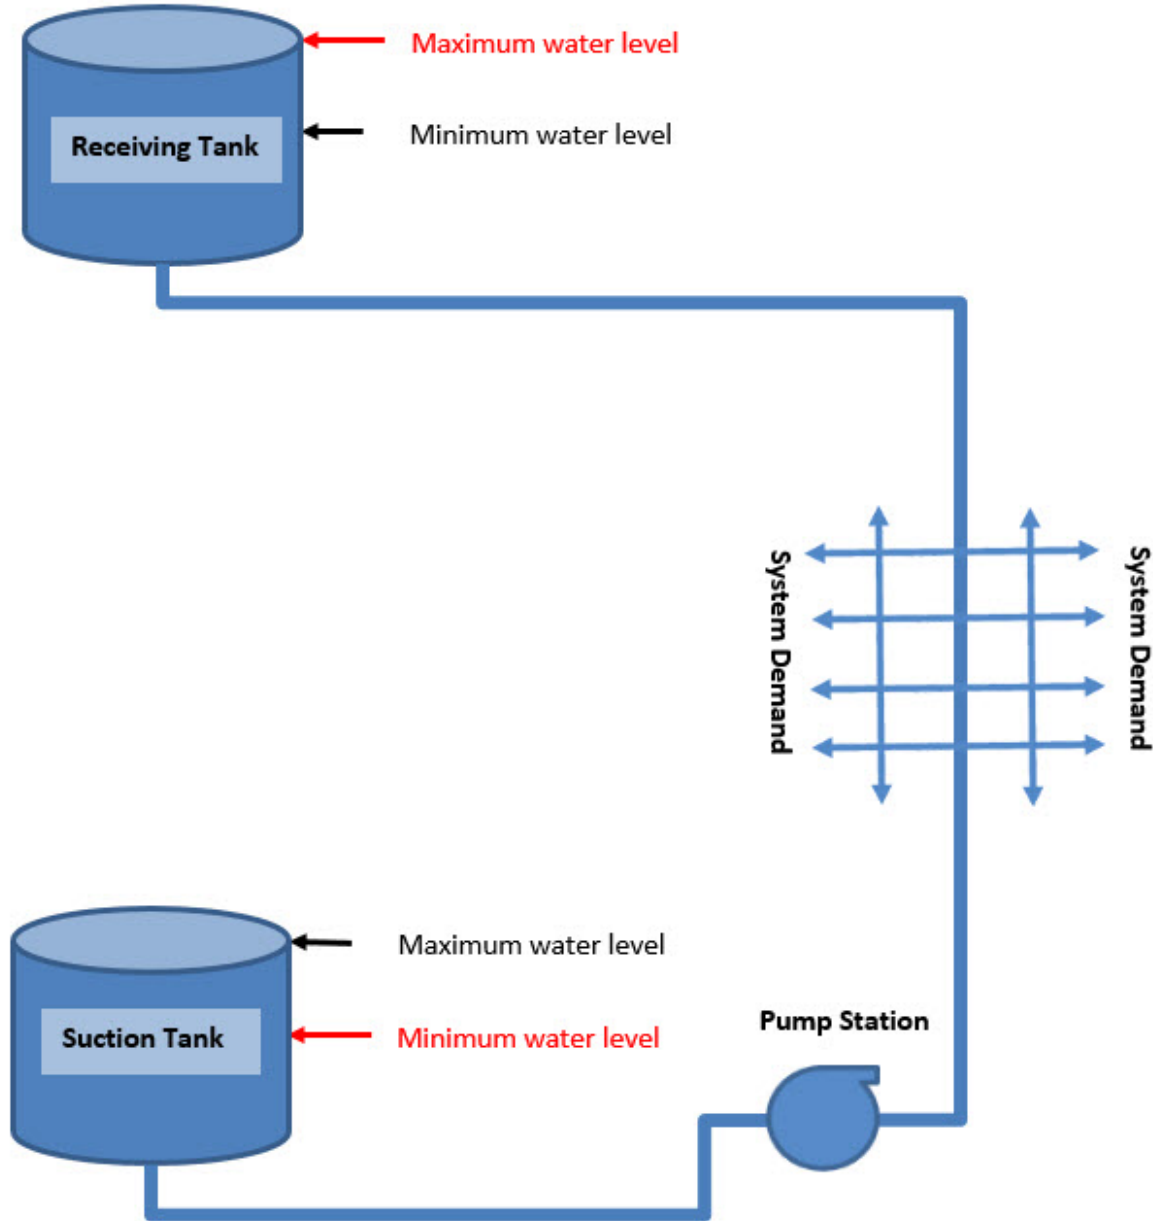 Maximum water level
Minimum water level
Receiving Tank
System Demand
System Demand
Maximum water level
Suction Tank
Minimum water level
Pump Station